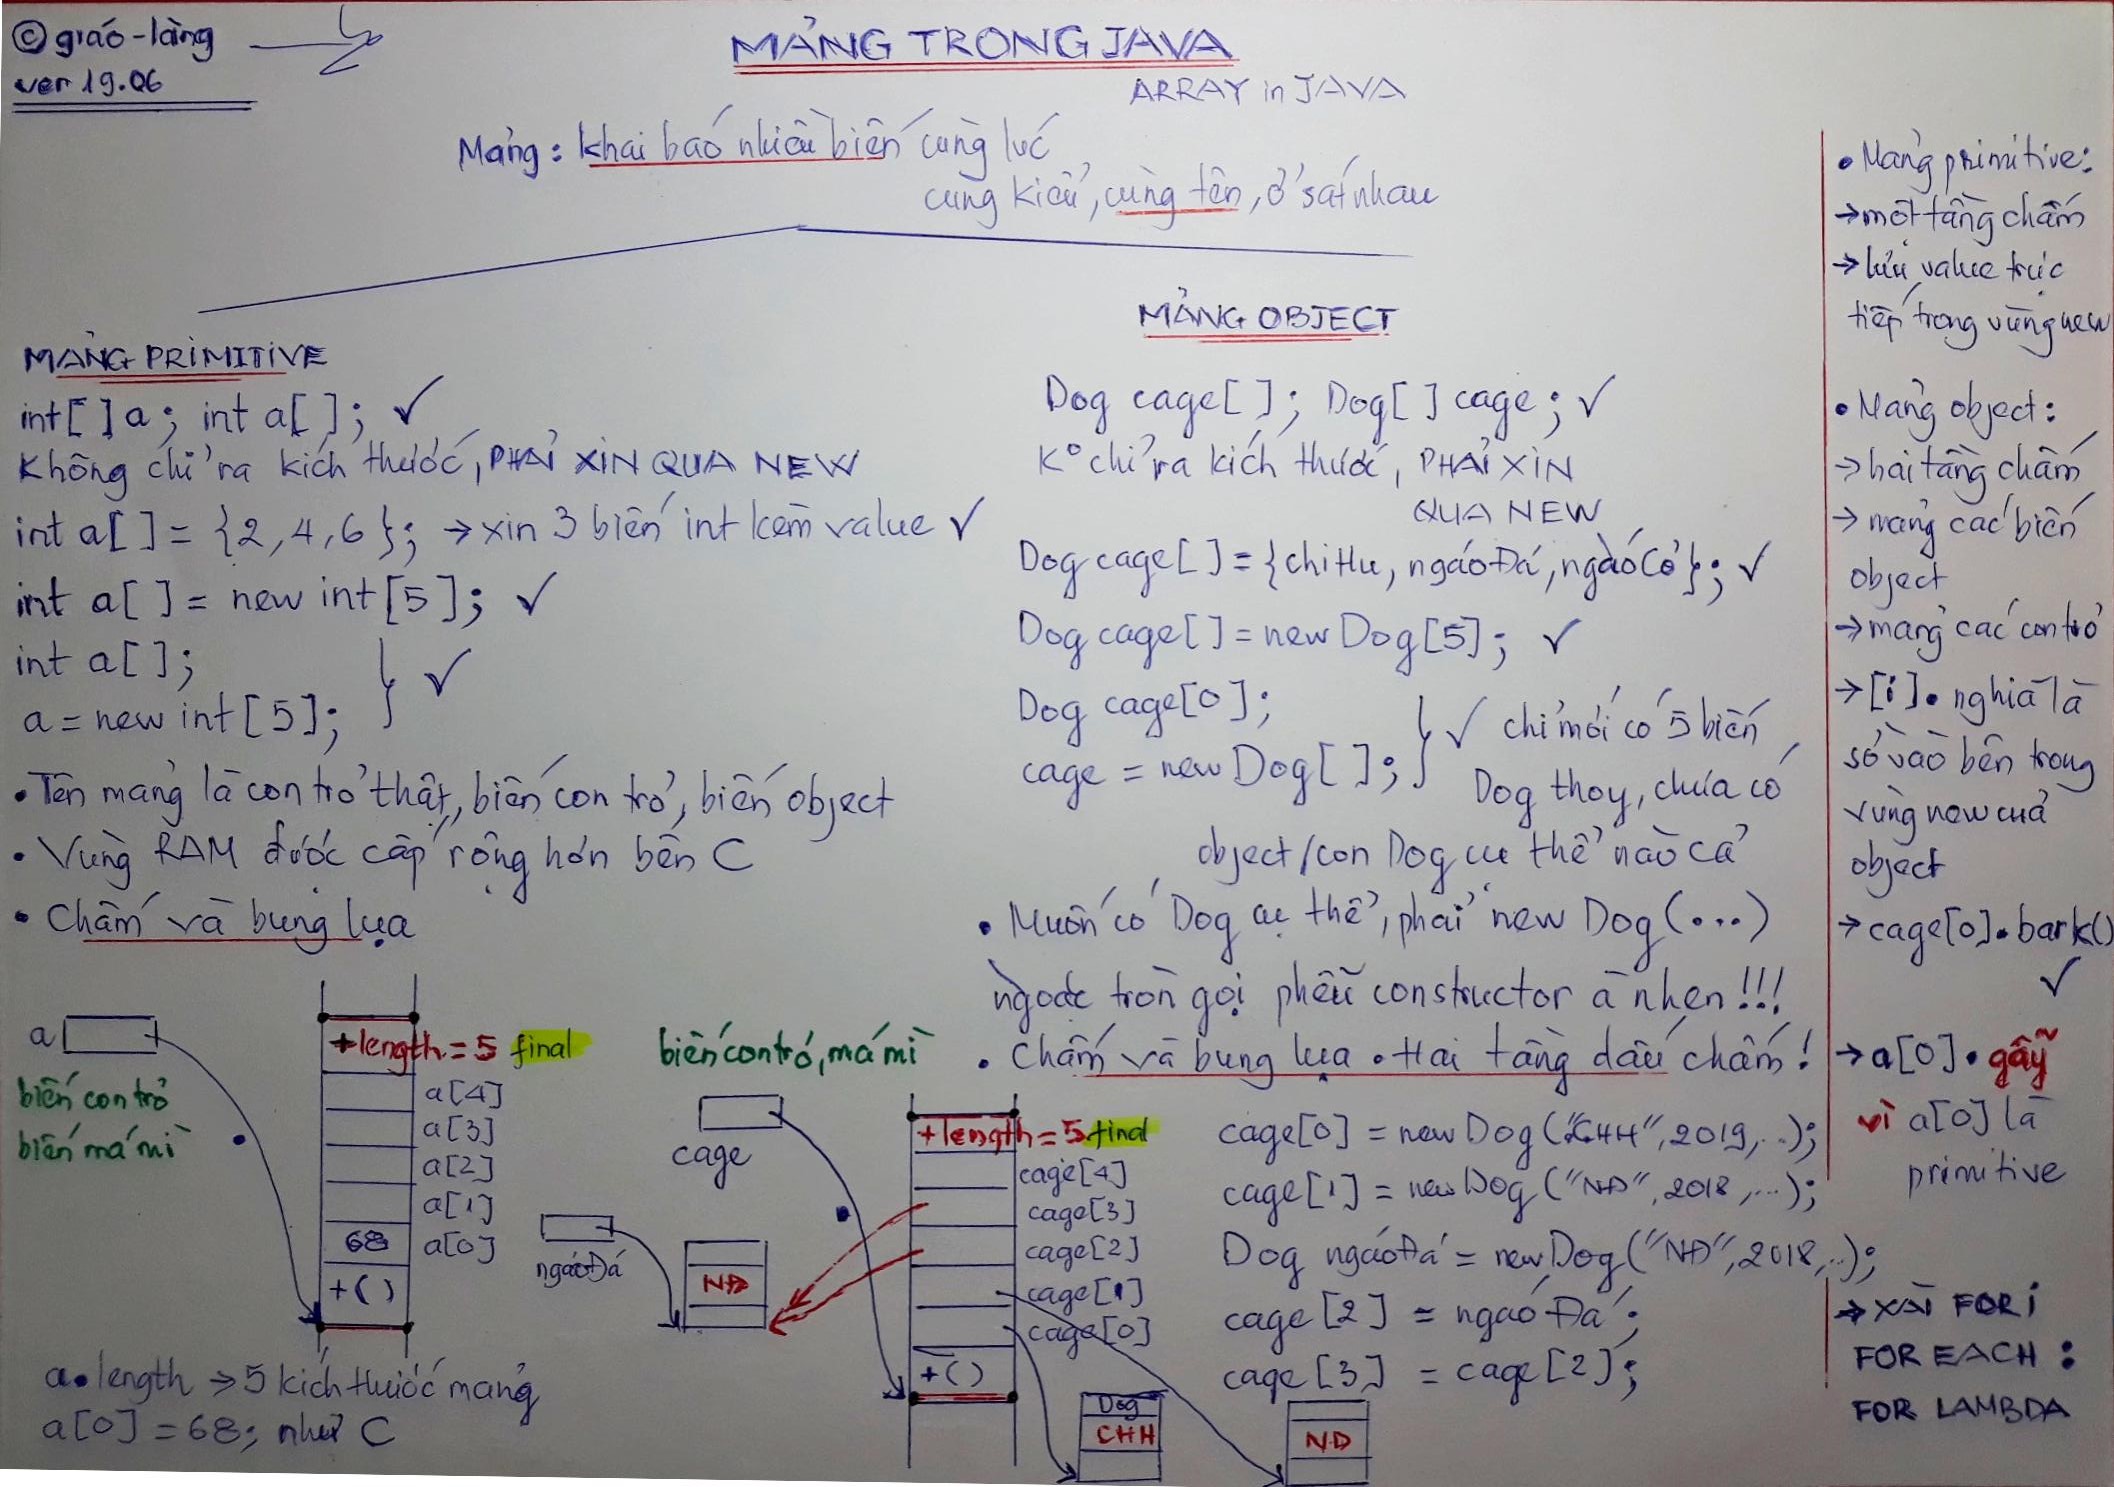 © giáo-làng
ver 19.06
MẢNG TRONG JAVA
ARRAY in JAVA
Mảng: khai báo nhiều biến cùng lúc
cùng kiểu, cùng tên, ở sát nhau
MẢNG PRIMITIVE
int[] a; int a[]; ✓
Không chỉ ra kích thước, PHẢI XIN QUA NEW
int a[] = {2, 4, 6}; → xin 3 biến int kèm value ✓
int a[] = new int[5]; ✓
int a[];
a = new int[5]; } ✓
• Tên mảng là con trỏ thật, biến con trỏ, biến object
• Vùng RAM được cấp rộng hơn bên C
• Chấm và bung lụa
a
biến con trỏ
biến má mì
+length = 5 final
a[4]
a[3]
a[2]
a[1]
68 a[0]
+()
a.length → 5 kích thước mảng
a[0] = 68; như C
MẢNG OBJECT
Dog cage[]; Dog[] cage; ✓
K° chỉ ra kích thước, PHẢI XIN
QUA NEW
Dog cage[] = {chiHu, ngáoĐá, ngáoCỏ}; ✓
Dog cage[] = new Dog[5]; ✓
Dog cage[0];
cage = new Dog[]; } ✓ chỉ mới có 5 biến
Dog thoy, chưa có
object/con Dog cụ thể nào cả
• Muốn có Dog cụ thể, phải new Dog(...)
ngoặc tròn gọi phễu constructor à nhen!!!
• Chấm và bung lụa. Hai tầng dấu chấm!
biến con trỏ, má mì
cage
ngáoĐá
NĐ
+length = 5 final
cage[4]
cage[3]
cage[2]
cage[1]
cage[0]
+()
Dog
CHH
NĐ
cage[0] = new Dog("CHH", 2019, ...);
cage[1] = new Dog("NĐ", 2018, ...);
Dog ngáoĐá = new Dog("NĐ", 2018, ..);
cage[2] = ngáoĐá;
cage[3] = cage[2];
• Mảng primitive:
→ một tầng chấm
→ lưu value trực
tiếp trong vùng new
• Mảng object:
→ hai tầng chấm
→ mảng các biến
object
→ mảng các con trỏ
→ [i]. nghĩa là
sờ vào bên trong
vùng new của
object
→ cage[0].bark()
✓
→ a[0]. gãy
vì a[0] là
primitive
→ XÀI FOR i
FOR EACH :
FOR LAMBDA